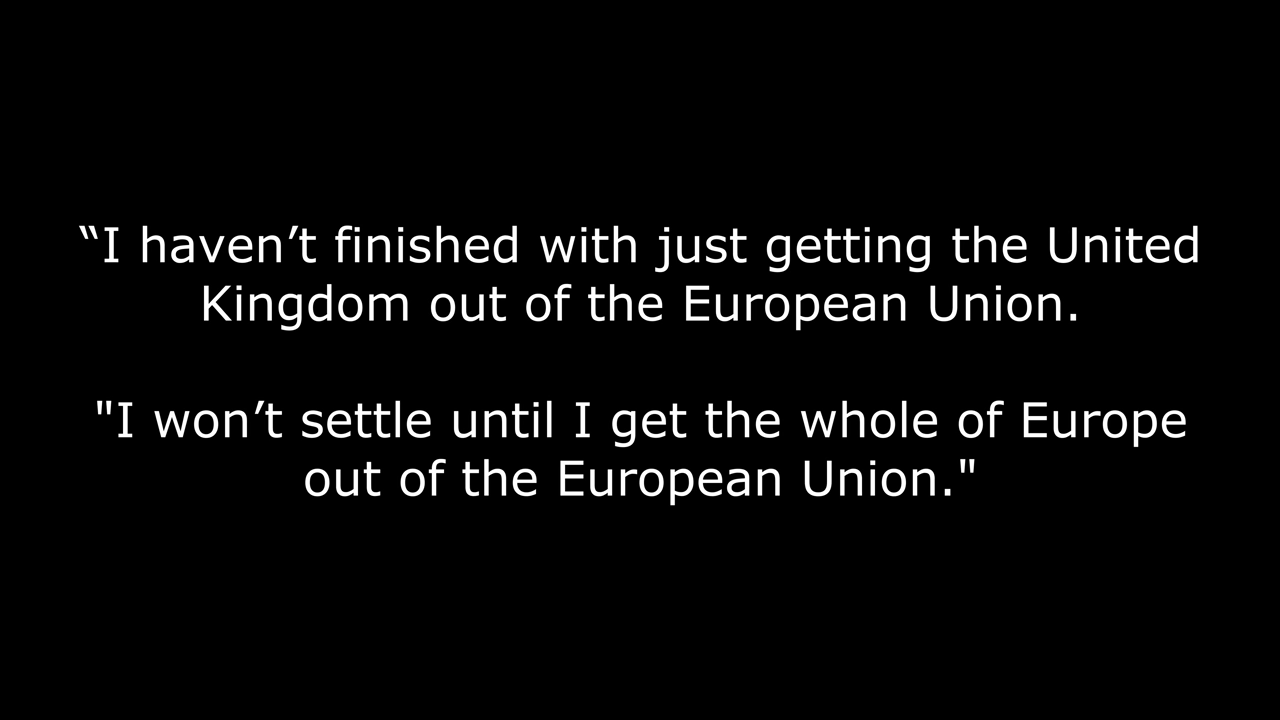 “I haven’t finished with just getting the United
Kingdom out of the European Union.
"I won’t settle until I get the whole of Europe
out of the European Union."